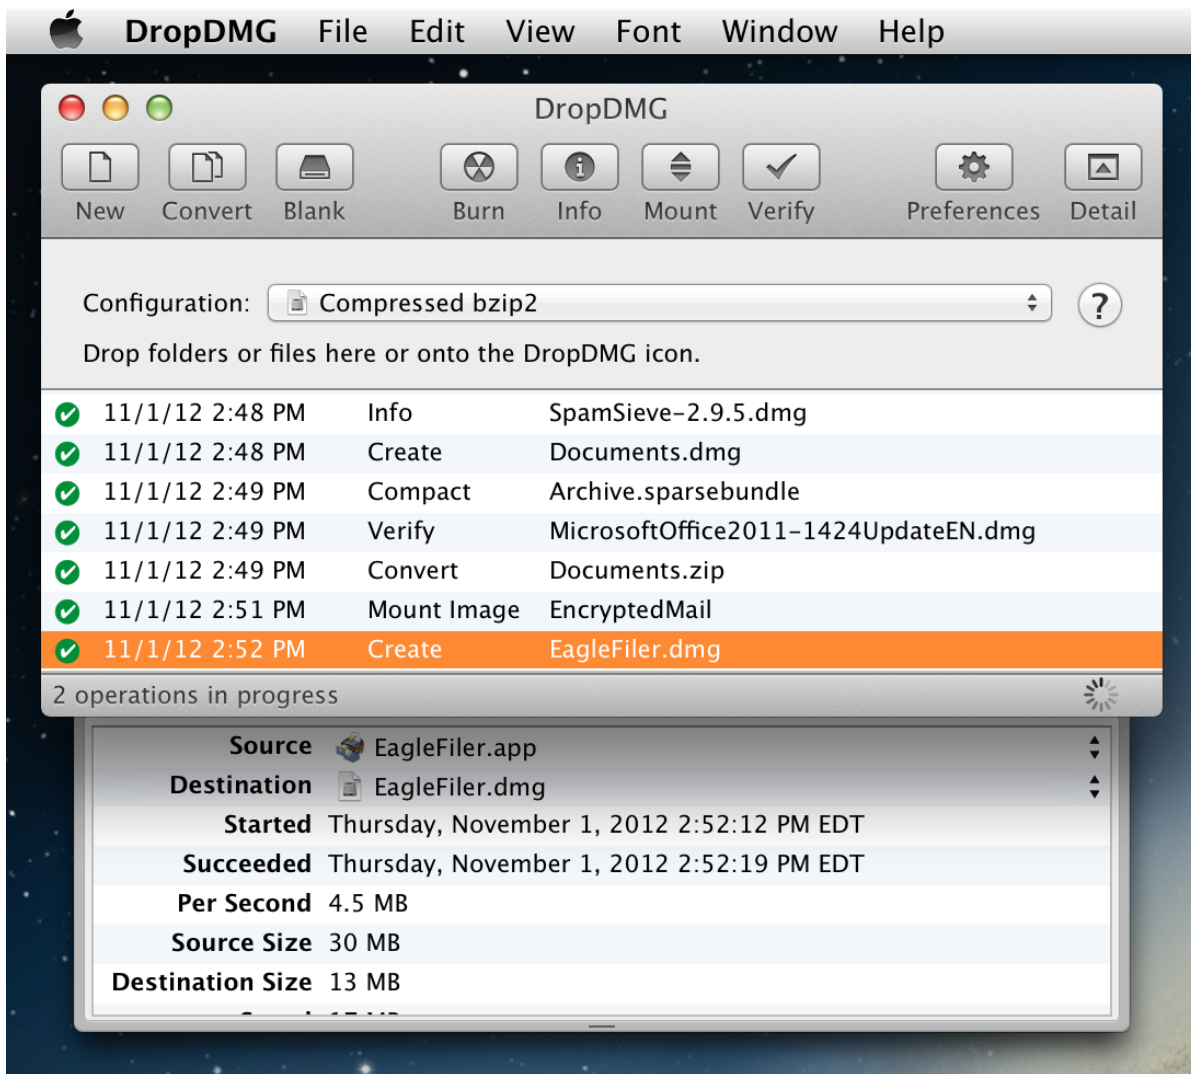 DropDMG File Edit View Font Window Help
DropDMG
New Convert Blank Burn Info Mount Verify Preferences Detail
Configuration: Compressed bzip2 ?
Drop folders or files here or onto the DropDMG icon.
11/1/12 2:48 PM Info SpamSieve-2.9.5.dmg
11/1/12 2:48 PM Create Documents.dmg
11/1/12 2:49 PM Compact Archive.sparsebundle
11/1/12 2:49 PM Verify MicrosoftOffice2011-1424UpdateEN.dmg
11/1/12 2:49 PM Convert Documents.zip
11/1/12 2:51 PM Mount Image EncryptedMail
11/1/12 2:52 PM Create EagleFiler.dmg
2 operations in progress
Source EagleFiler.app
Destination EagleFiler.dmg
Started Thursday, November 1, 2012 2:52:12 PM EDT
Succeeded Thursday, November 1, 2012 2:52:19 PM EDT
Per Second 4.5 MB
Source Size 30 MB
Destination Size 13 MB